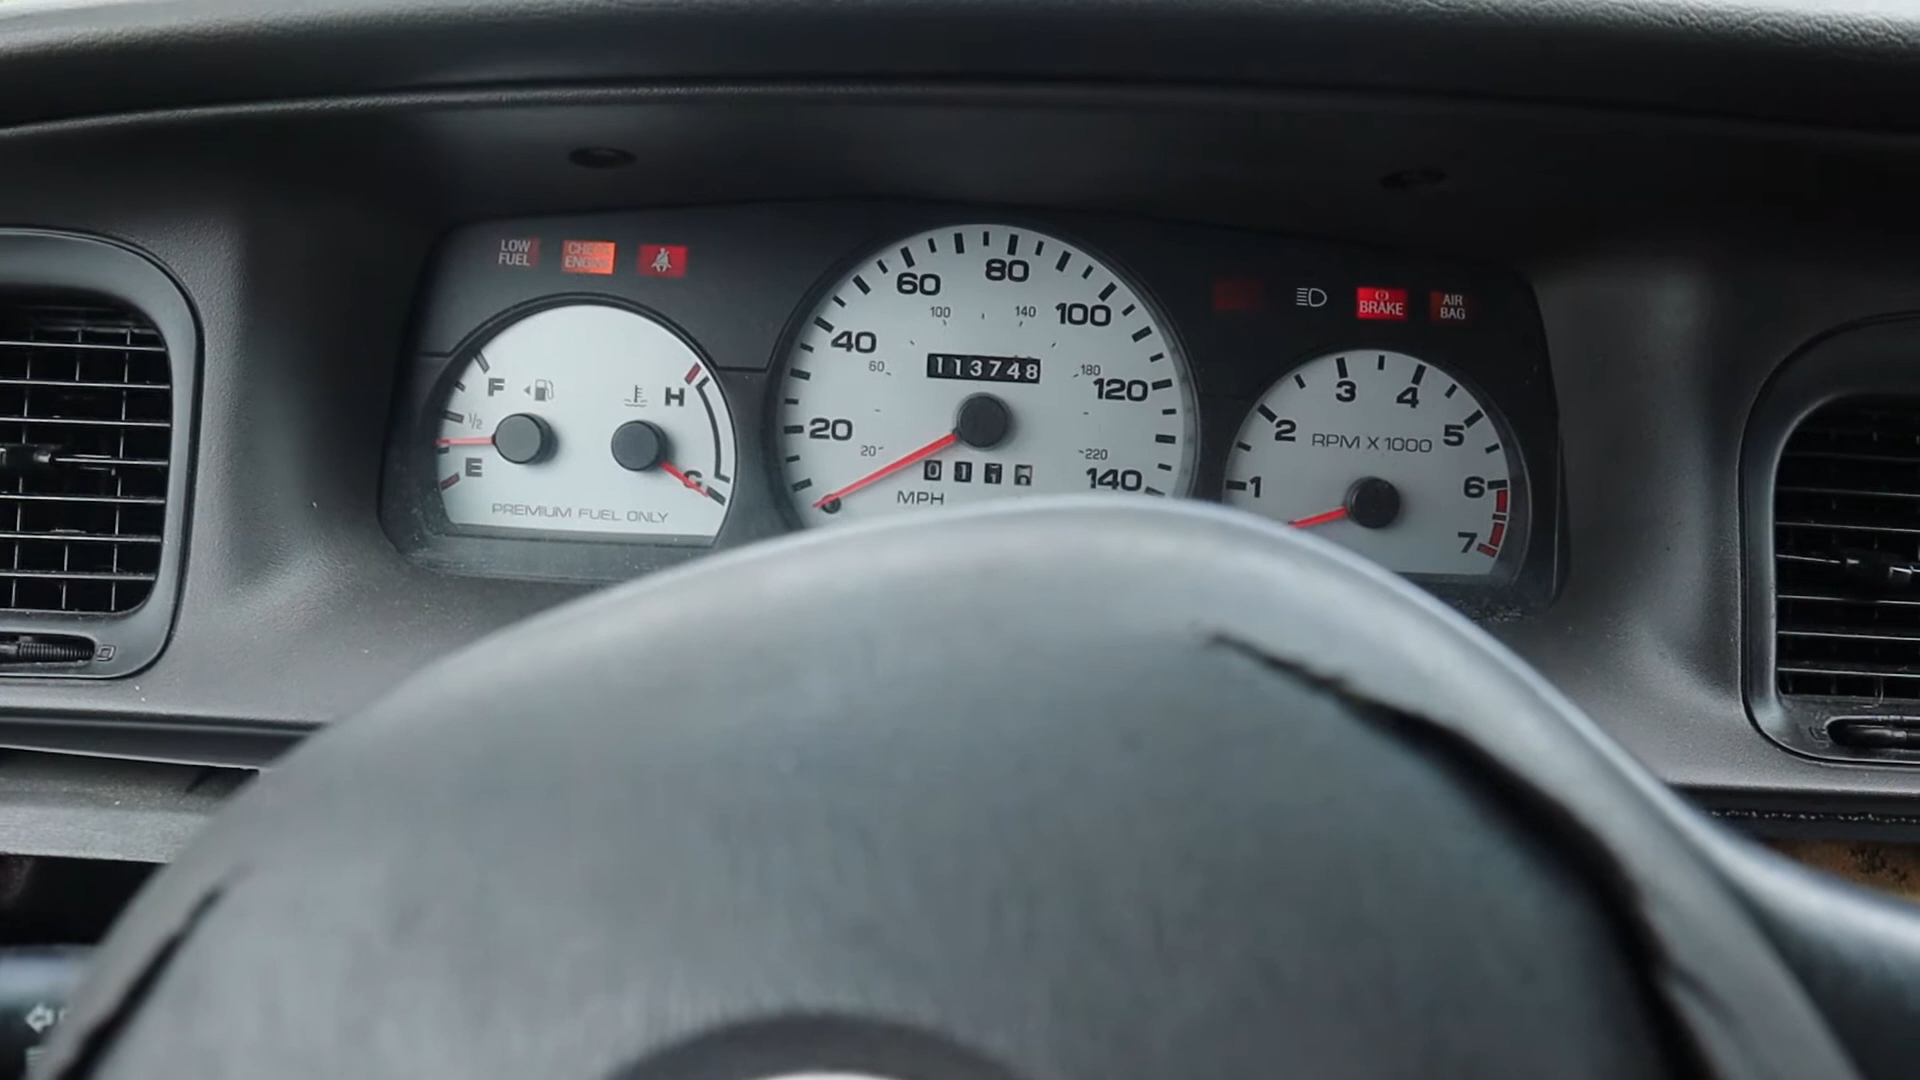 LOW
FUEL
CHECK
ENGINE
F
1/2
E
H
C
PREMIUM FUEL ONLY
20
40
60
80
100
120
140
20
60
100
140
180
220
113748
MPH
BRAKE
AIR
BAG
1
2
3
4
5
6
7
RPM X 1000